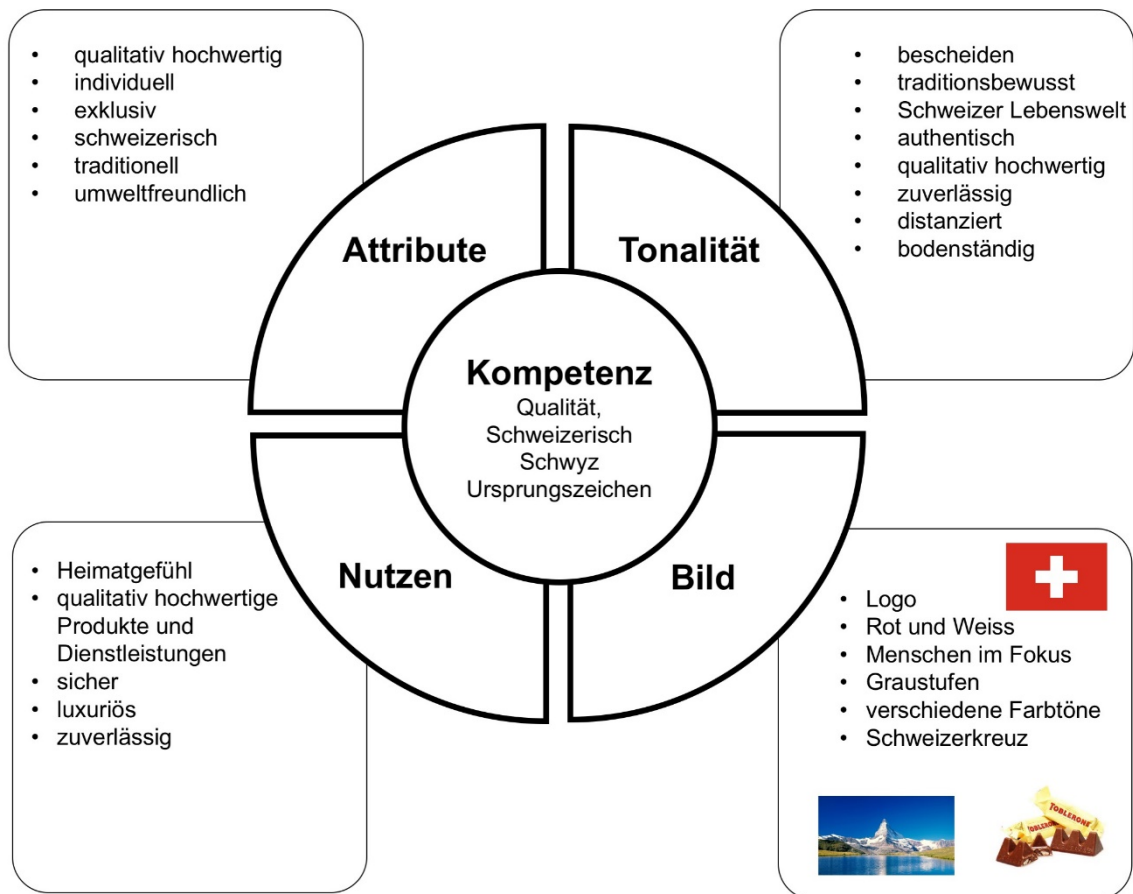 • qualitativ hochwertig
• individuell
• exklusiv
• schweizerisch
• traditionell
• umweltfreundlich
• bescheiden
• traditionsbewusst
• Schweizer Lebenswelt
• authentisch
• qualitativ hochwertig
• zuverlässig
• distanziert
• bodenständig
Attribute
Tonalität
Kompetenz
Qualität,
Schweizerisch
Schwyz
Ursprungszeichen
Nutzen
Bild
• Heimatgefühl
• qualitativ hochwertige
Produkte und
Dienstleistungen
• sicher
• luxuriös
• zuverlässig
• Logo
• Rot und Weiss
• Menschen im Fokus
• Graustufen
• verschiedene Farbtöne
• Schweizerkreuz
TOBLERONE
TOBLERONE